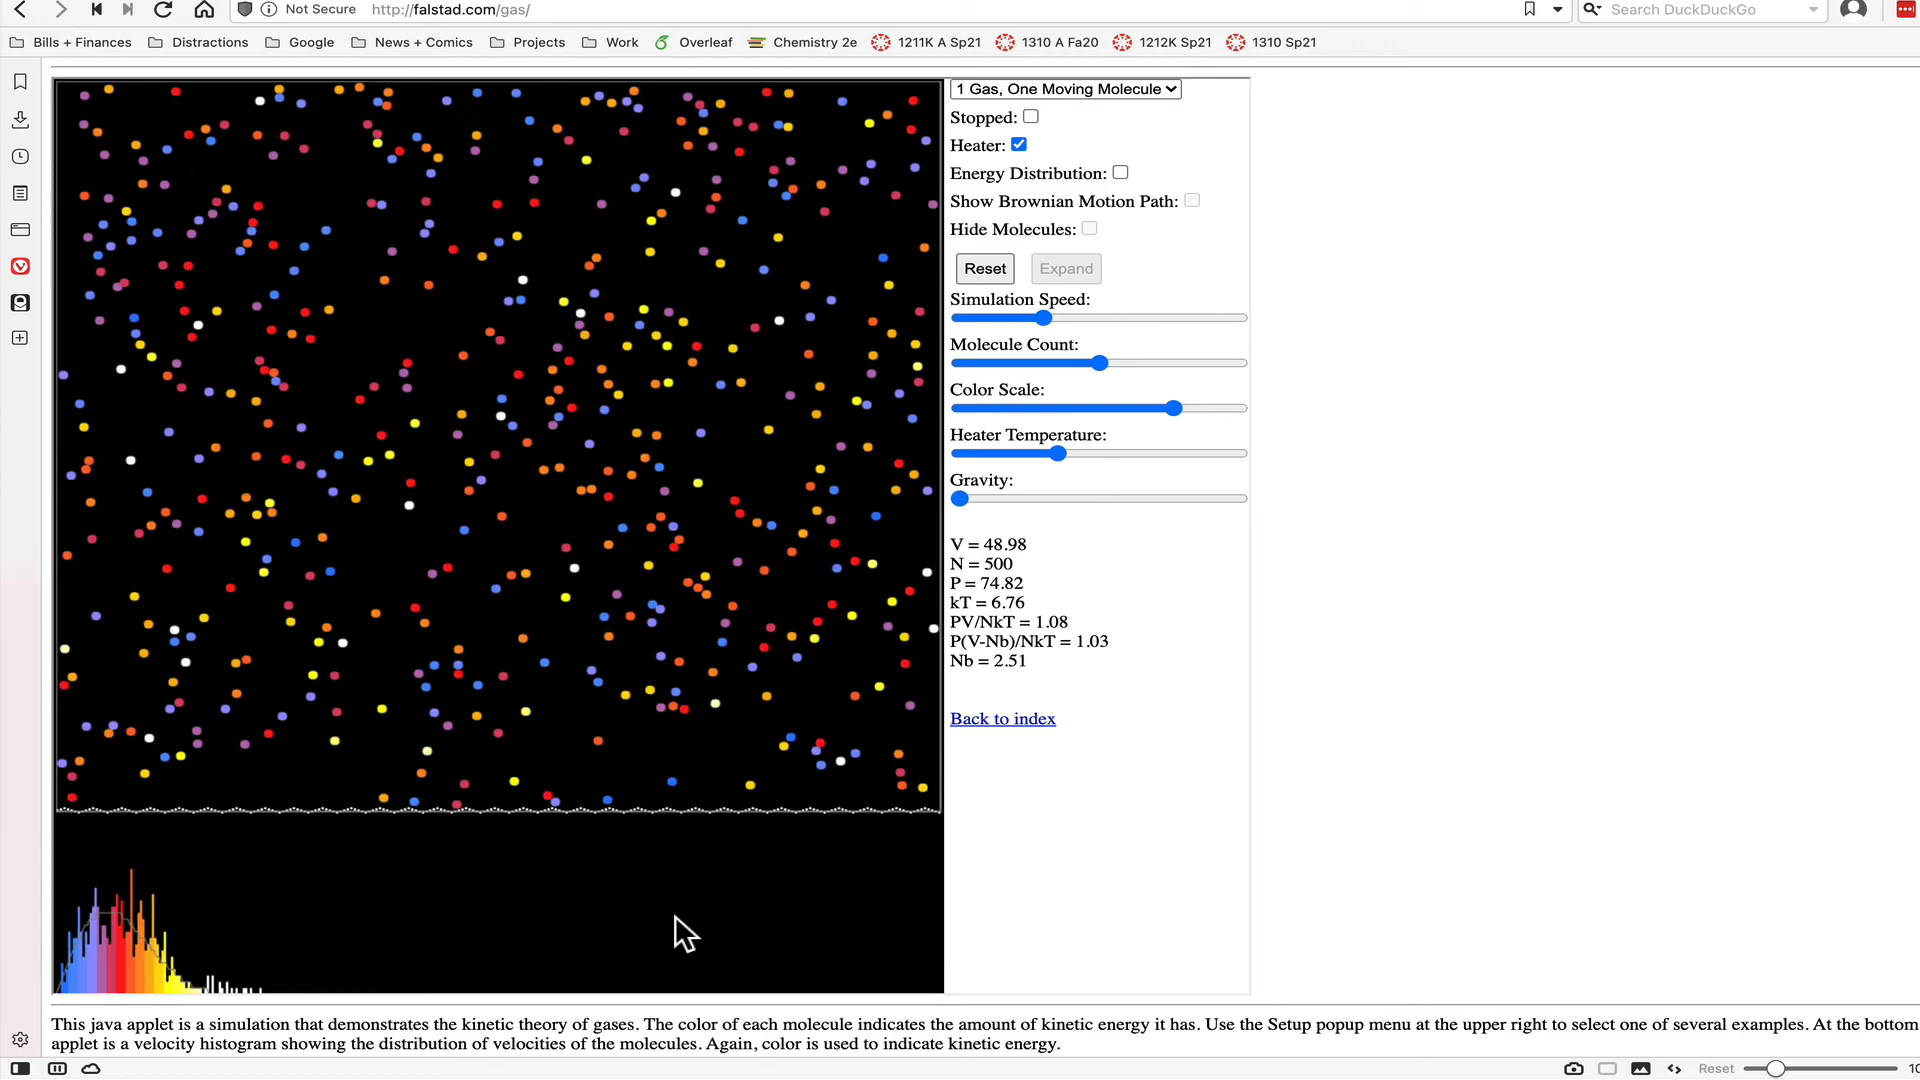 Not Secure http://falstad.com/gas/ Search DuckDuckGo
Bills + Finances Distractions Google News + Comics Projects Work Overleaf Chemistry 2e 1211K A Sp21 1310 A Fa20 1212K Sp21 1310 Sp21
1 Gas, One Moving Molecule
Stopped:
Heater:
Energy Distribution:
Show Brownian Motion Path:
Hide Molecules:
Reset Expand
Simulation Speed:
Molecule Count:
Color Scale:
Heater Temperature:
Gravity:
V = 48.98
N = 500
P = 74.82
kT = 6.76
PV/NkT = 1.08
P(V-Nb)/NkT = 1.03
Nb = 2.51
Back to index
This java applet is a simulation that demonstrates the kinetic theory of gases. The color of each molecule indicates the amount of kinetic energy it has. Use the Setup popup menu at the upper right to select one of several examples. At the bottom
applet is a velocity histogram showing the distribution of velocities of the molecules. Again, color is used to indicate kinetic energy.
Reset